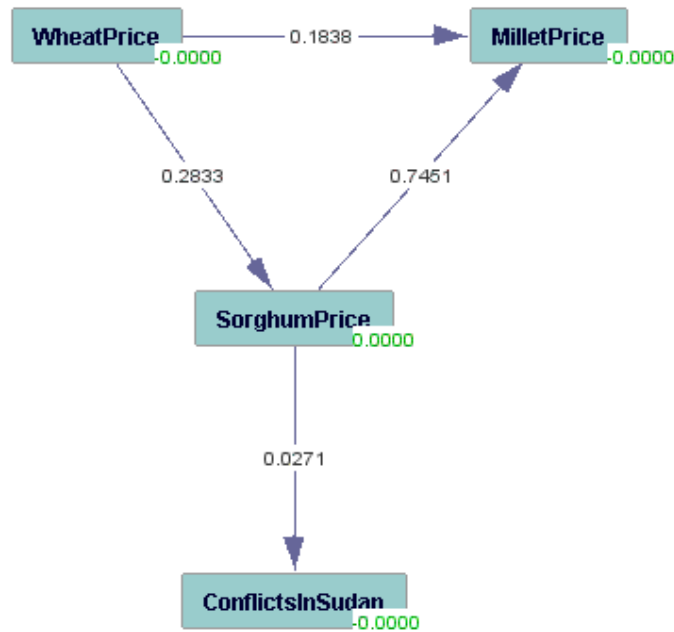 WheatPrice
-0.0000
0.1838
MilletPrice
-0.0000
0.2833
0.7451
SorghumPrice
0.0000
0.0271
ConflictsInSudan
-0.0000